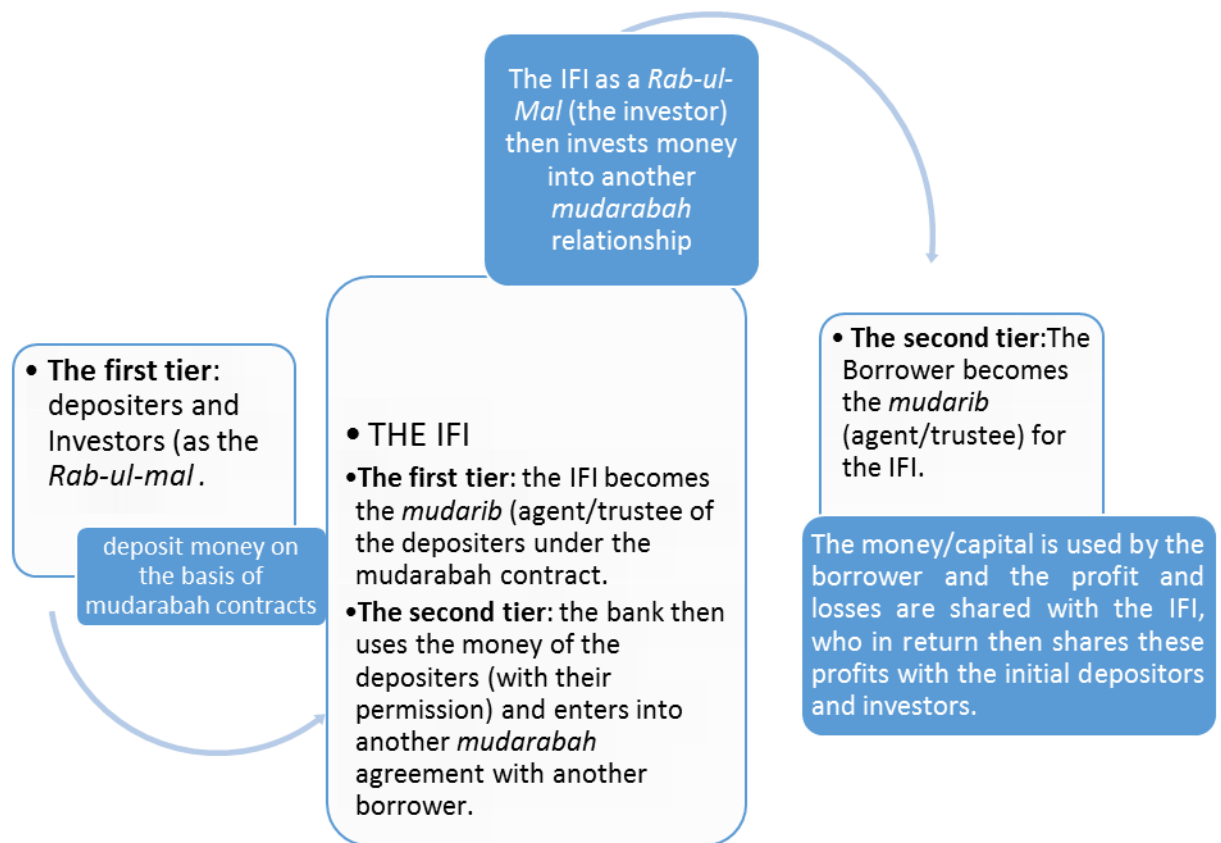 The IFI as a Rab-ul-
Mal (the investor)
then invests money
into another
mudarabah
relationship
• The first tier:
depositers and
Investors (as the
Rab-ul-mal .
deposit money on
the basis of
mudarabah contracts
• THE IFI
•The first tier: the IFI becomes
the mudarib (agent/trustee of
the depositers under the
mudarabah contract.
•The second tier: the bank then
uses the money of the
depositers (with their
permission) and enters into
another mudarabah
agreement with another
borrower.
• The second tier:The
Borrower becomes
the mudarib
(agent/trustee) for
the IFI.
The money/capital is used by the
borrower and the profit and
losses are shared with the IFI,
who in return then shares these
profits with the initial depositors
and investors.